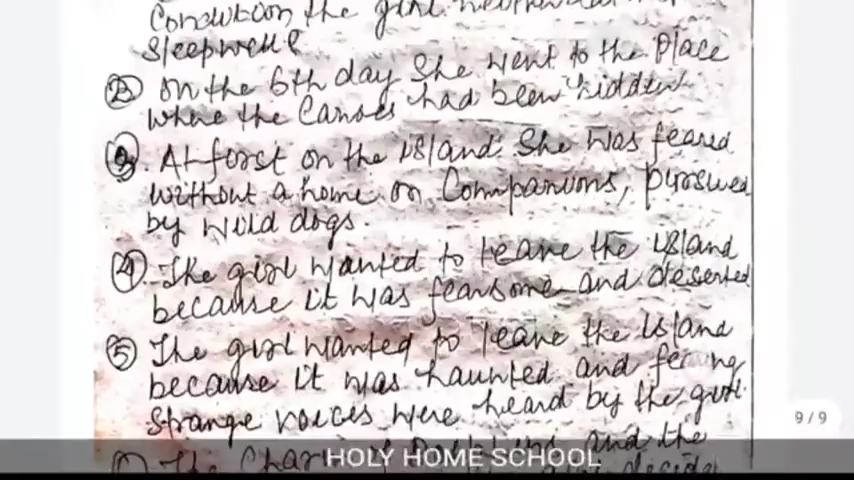 Condition the girl
Sleepwell?
② On the 6th day She went to the Place
where the Canoes had been hidden
③. At first on the island She was feared
without a home or Companions, pursued
by wild dogs.
④. The girl wanted to leave the island
because it was fearsome and deserted
⑤ The girl wanted to leave the island
because it was haunted and
strange voices were heard by the girl.
9/9
The and the
HOLY HOME SCHOOL